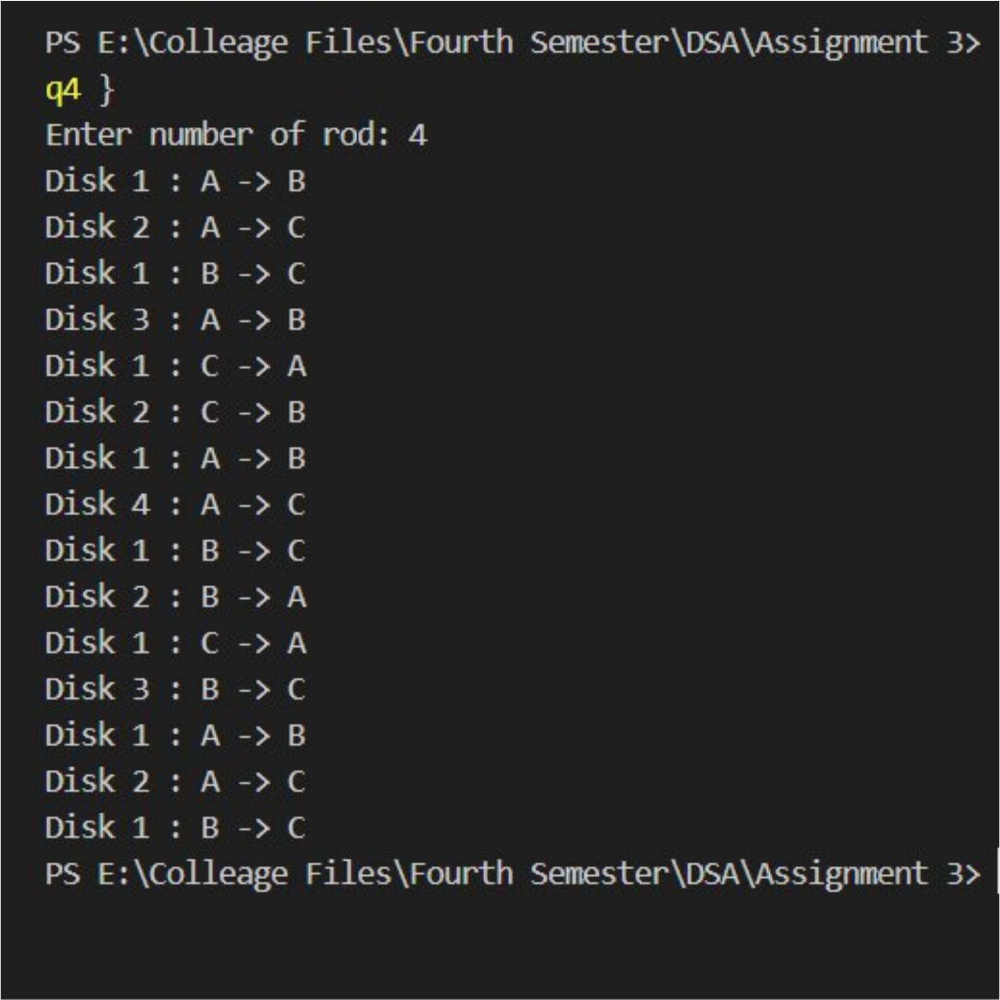 PS E:\Colleage Files\Fourth Semester\DSA\Assignment 3>
q4 }
Enter number of rod: 4
Disk 1 : A -> B
Disk 2 : A -> C
Disk 1 : B -> C
Disk 3 : A -> B
Disk 1 : C -> A
Disk 2 : C -> B
Disk 1 : A -> B
Disk 4 : A -> C
Disk 1 : B -> C
Disk 2 : B -> A
Disk 1 : C -> A
Disk 3 : B -> C
Disk 1 : A -> B
Disk 2 : A -> C
Disk 1 : B -> C
PS E:\Colleage Files\Fourth Semester\DSA\Assignment 3>